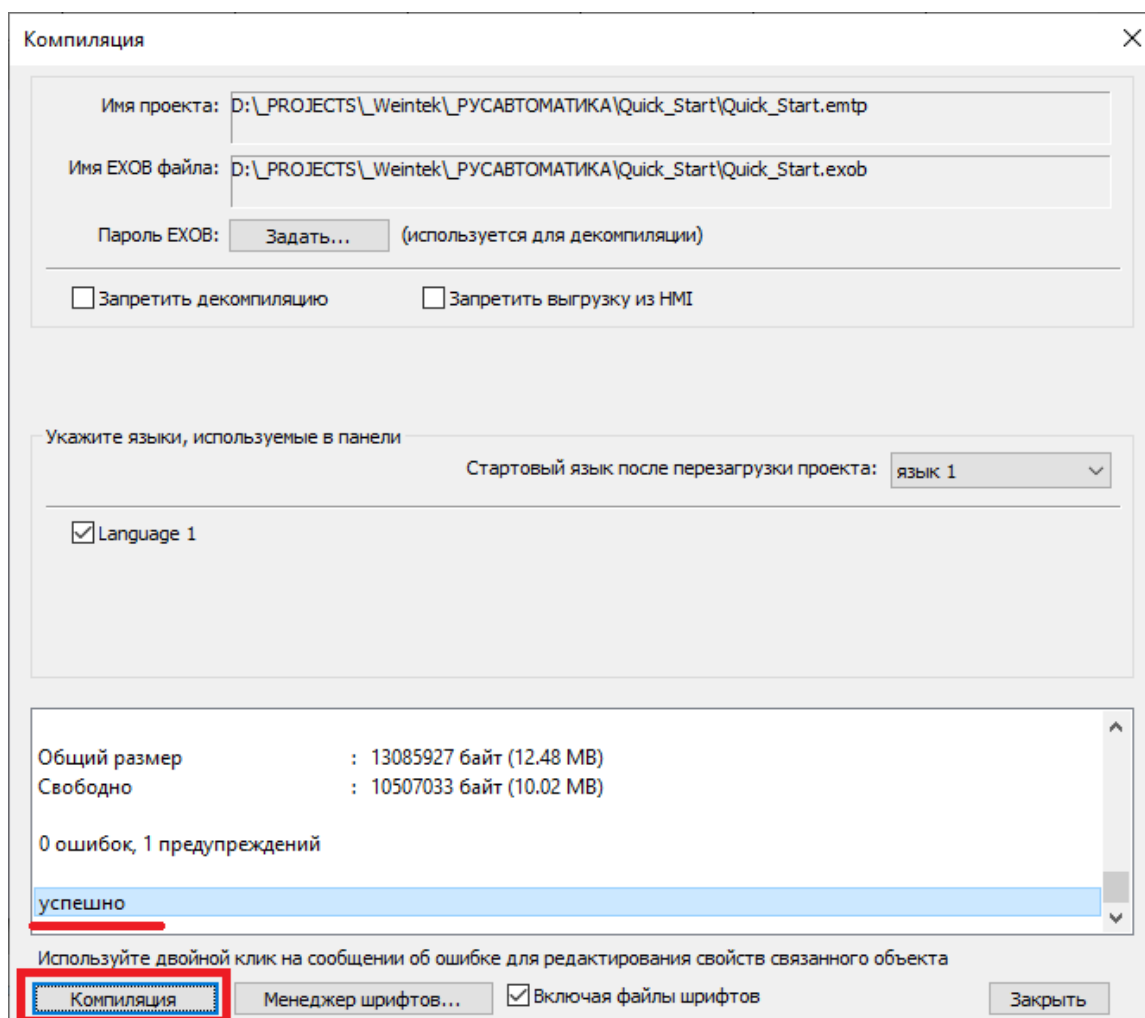 Компиляция
Имя проекта: D:\_PROJECTS\_Weintek\_РУСАВТОМАТИКА\Quick_Start\Quick_Start.emtp
Имя EXOB файла: D:\_PROJECTS\_Weintek\_РУСАВТОМАТИКА\Quick_Start\Quick_Start.exob
Пароль EXOB: Задать... (используется для декомпиляции)
Запретить декомпиляцию Запретить выгрузку из HMI
Укажите языки, используемые в панели
Стартовый язык после перезагрузки проекта: язык 1
Language 1
Общий размер : 13085927 байт (12.48 MB)
Свободно : 10507033 байт (10.02 MB)
0 ошибок, 1 предупреждений
успешно
Используйте двойной клик на сообщении об ошибке для редактирования свойств связанного объекта
Компиляция Менеджер шрифтов... Включая файлы шрифтов Закрыть